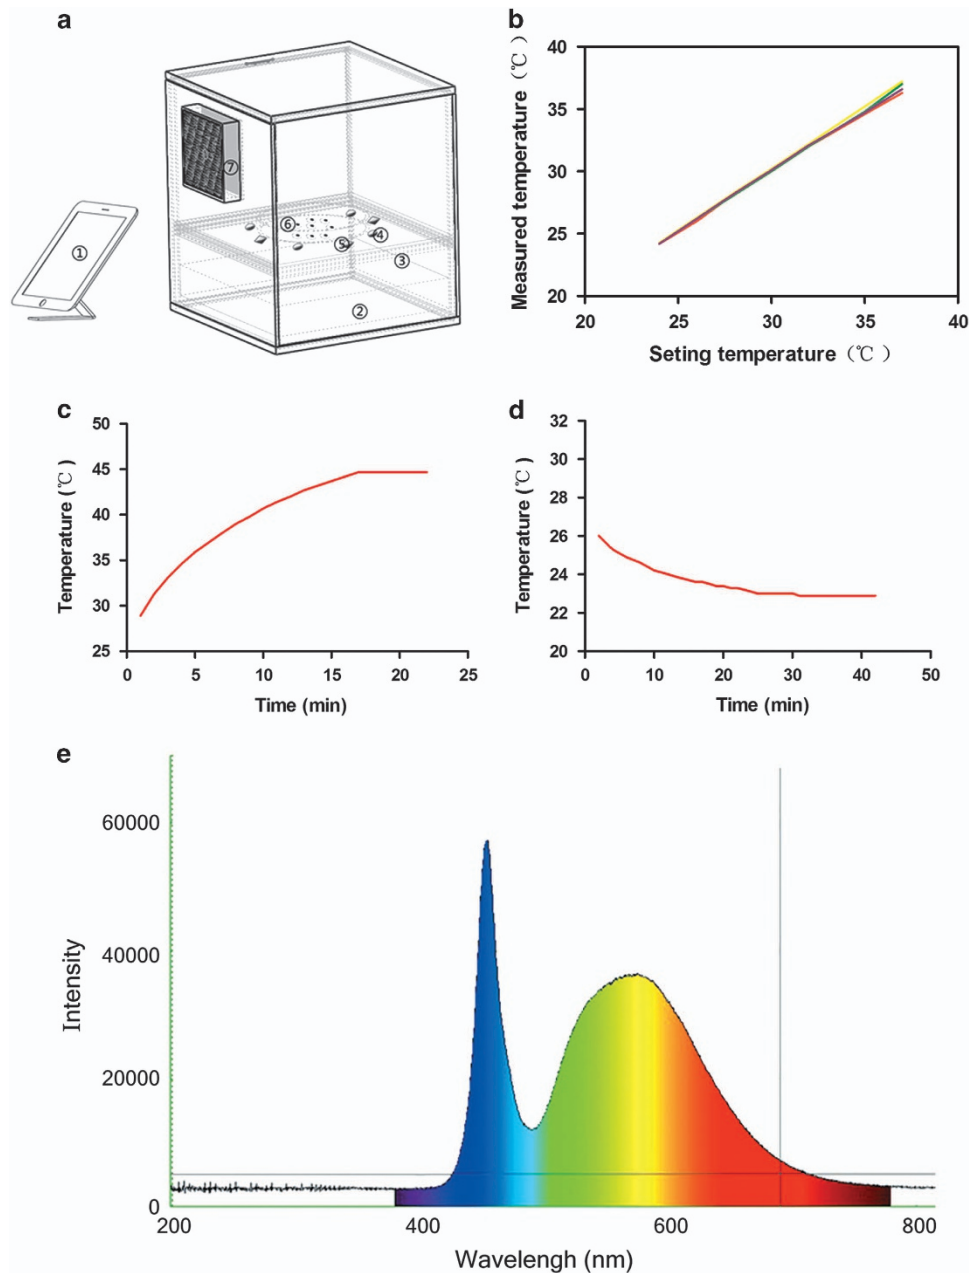 a
①
②
③
④
⑤
⑥
⑦
b
Measured temperature (℃)
40
35
30
25
20
20 25 30 35 40
Seting temperature (℃)
c
Temperature (℃)
50
45
40
35
30
25
0 5 10 15 20 25
Time (min)
d
Temperature (℃)
32
30
28
26
24
22
20
0 10 20 30 40 50
Time (min)
e
Intensity
60000
40000
20000
0
200 400 600 800
Wavelengh (nm)